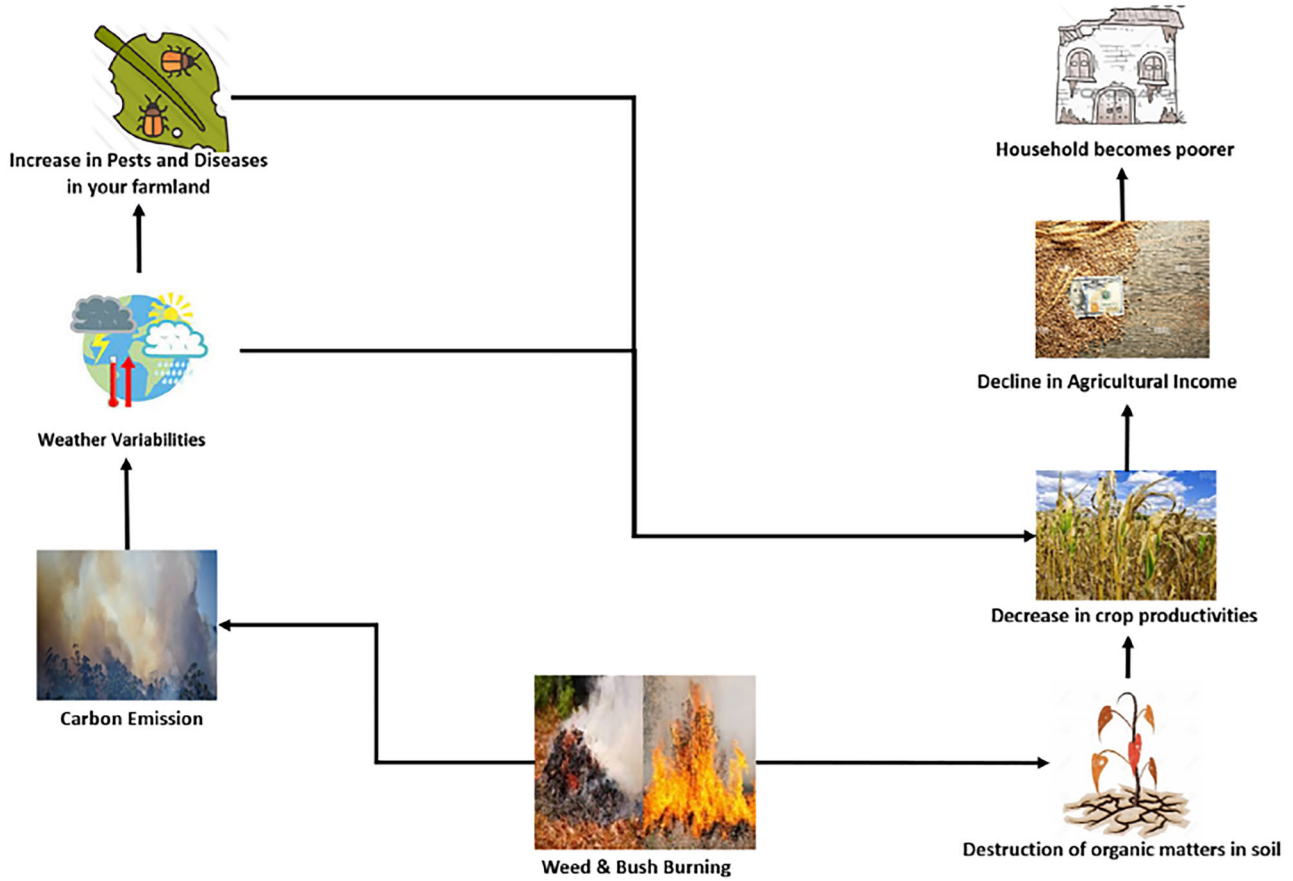 Increase in Pests and Diseases
in your farmland
Household becomes poorer
Decline in Agricultural Income
Weather Variabilities
Decrease in crop productivities
Carbon Emission
Weed & Bush Burning
Destruction of organic matters in soil